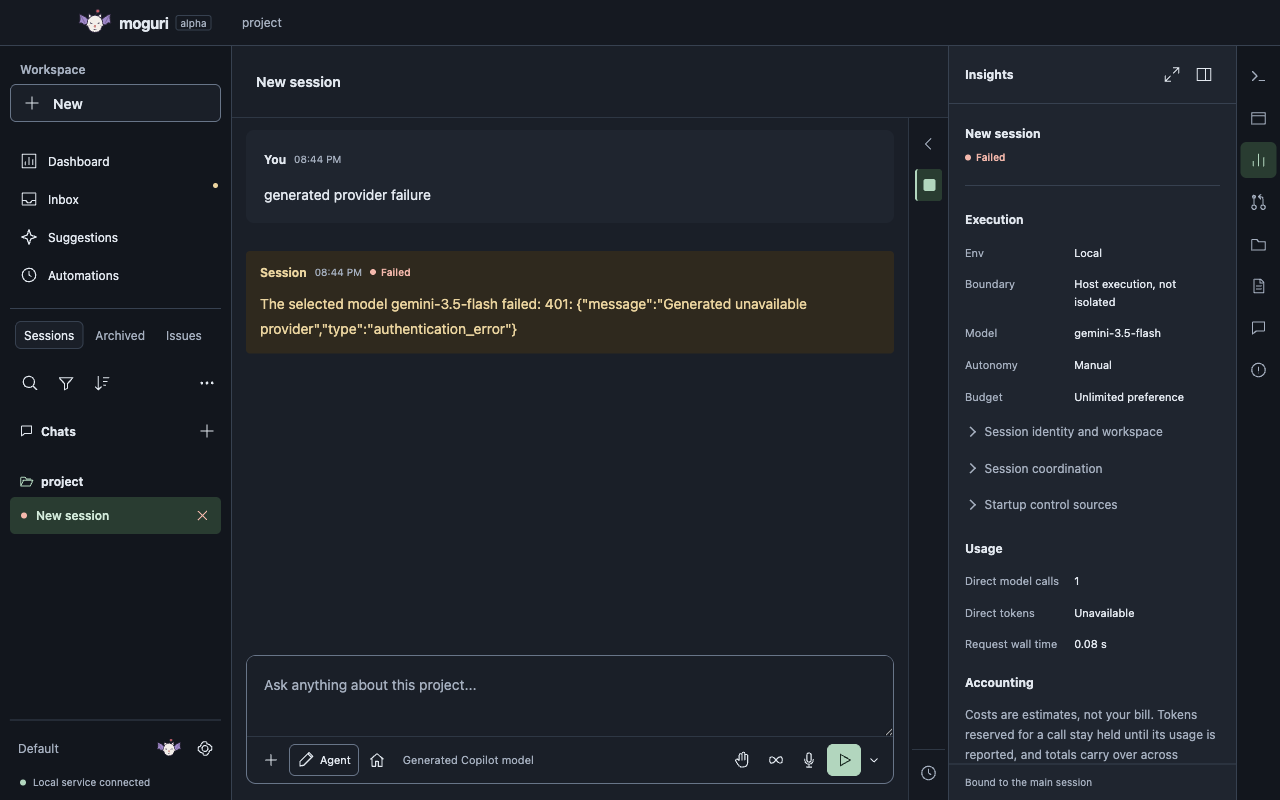 moguri alpha project
Workspace
New
Dashboard
Inbox
Suggestions
Automations
Sessions Archived Issues
Chats
project
New session
Default
Local service connected
New session
You 08:44 PM
generated provider failure
Session 08:44 PM Failed
The selected model gemini-3.5-flash failed: 401: {"message":"Generated unavailable
provider","type":"authentication_error"}
Ask anything about this project...
Agent Generated Copilot model
Insights
New session
Failed
Execution
Env Local
Boundary Host execution, not
isolated
Model gemini-3.5-flash
Autonomy Manual
Budget Unlimited preference
Session identity and workspace
Session coordination
Startup control sources
Usage
Direct model calls 1
Direct tokens Unavailable
Request wall time 0.08 s
Accounting
Costs are estimates, not your bill. Tokens
reserved for a call stay held until its usage is
reported, and totals carry over across
Bound to the main session